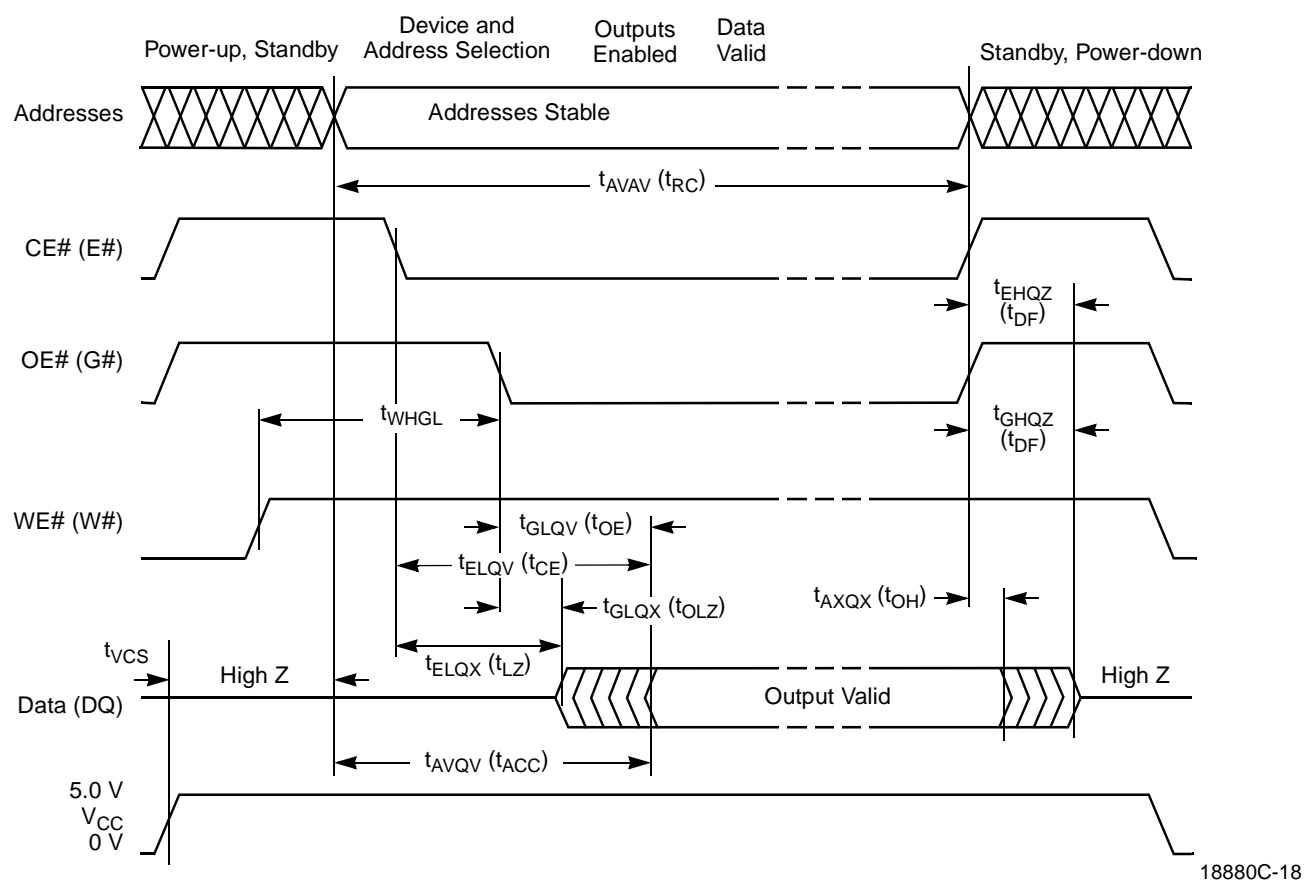 Power-up, Standby
Device and
Address Selection
Outputs
Enabled
Data
Valid
Standby, Power-down
Addresses
Addresses Stable
tAVAV (tRC)
CE# (E#)
tEHQZ
(tDF)
OE# (G#)
tWHGL
tGHQZ
(tDF)
WE# (W#)
tGLQV (tOE)
tELQV (tCE)
tGLQX (tOLZ)
tAXQX (tOH)
tELQX (tLZ)
tVCS
High Z
High Z
Data (DQ)
Output Valid
tAVQV (tACC)
5.0 V
VCC
0 V
18880C-18